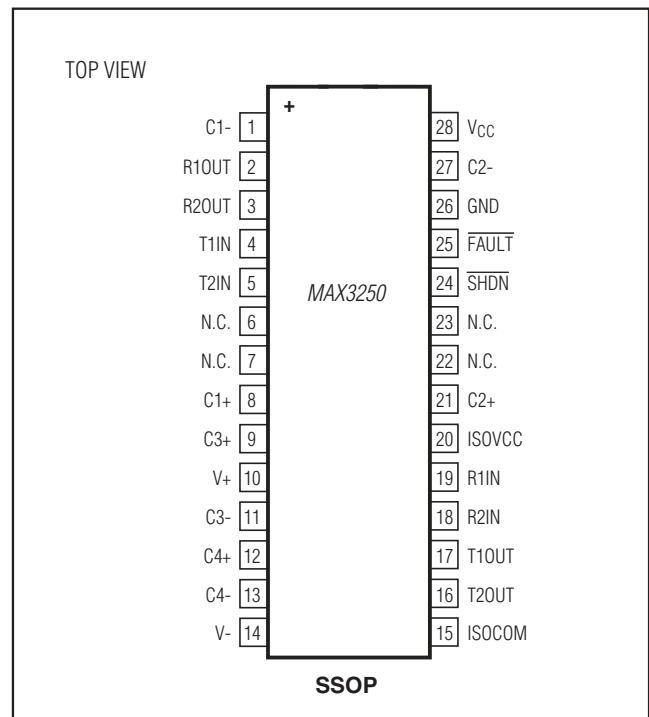 TOP VIEW
+
C1- 1 28 VCC
R1OUT 2 27 C2-
R2OUT 3 26 GND
T1IN 4 25 FAULT
T2IN 5 24 SHDN
MAX3250
N.C. 6 23 N.C.
N.C. 7 22 N.C.
C1+ 8 21 C2+
C3+ 9 20 ISOVCC
V+ 10 19 R1IN
C3- 11 18 R2IN
C4+ 12 17 T1OUT
C4- 13 16 T2OUT
V- 14 15 ISOCOM
SSOP